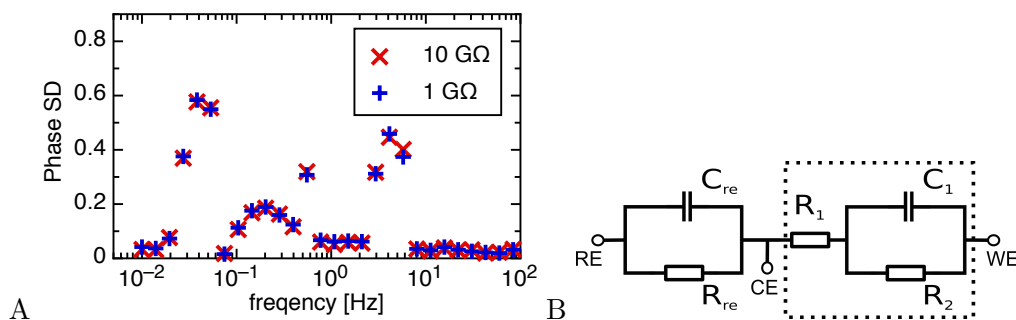 0.8
0.6
0.4
0.2
0
Phase SD
10 GΩ
1 GΩ
10⁻² 10⁻¹ 10⁰ 10¹ 10²
freqency [Hz]
A
C_re
R_re
RE
CE
R_1
C_1
R_2
WE
B